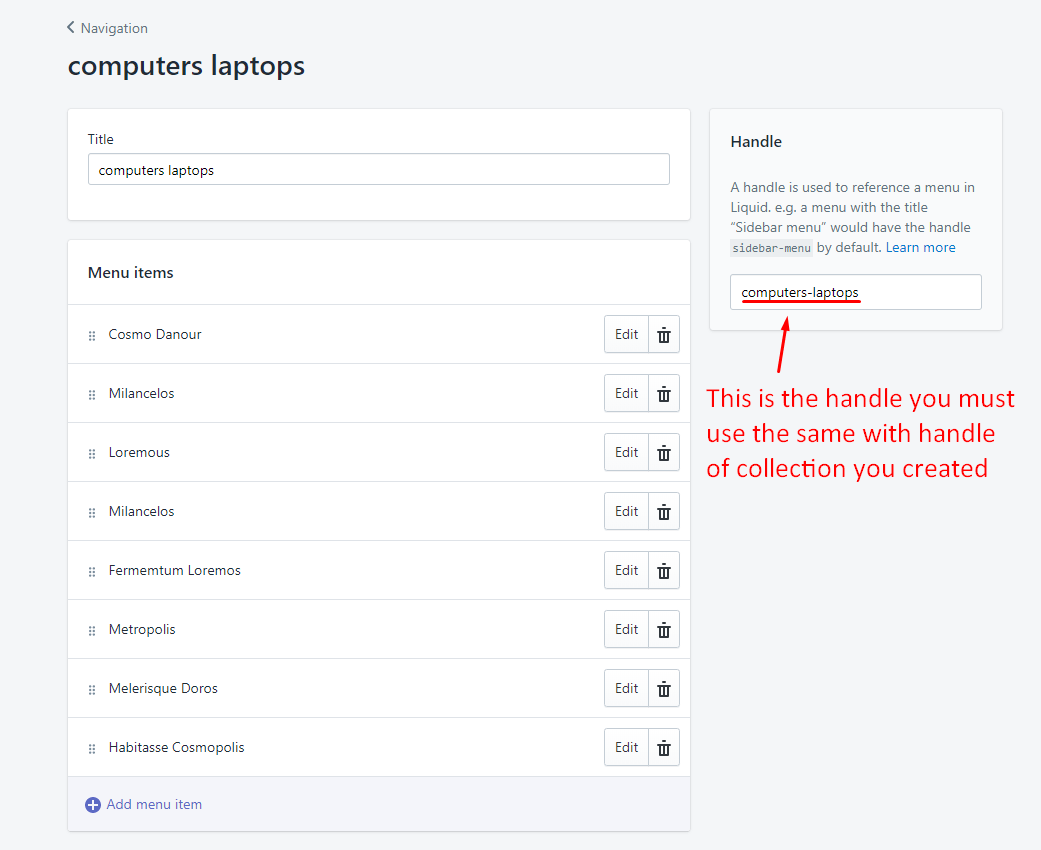 Navigation
computers laptops
Title
computers laptops
Menu items
Cosmo Danour
Edit
Milancelos
Edit
Loremous
Edit
Milancelos
Edit
Fermemtum Loremos
Edit
Metropolis
Edit
Melerisque Doros
Edit
Habitasse Cosmopolis
Edit
Add menu item
Handle
A handle is used to reference a menu in
Liquid. e.g. a menu with the title
“Sidebar menu” would have the handle
sidebar-menu by default. Learn more
computers-laptops
This is the handle you must
use the same with handle
of collection you created